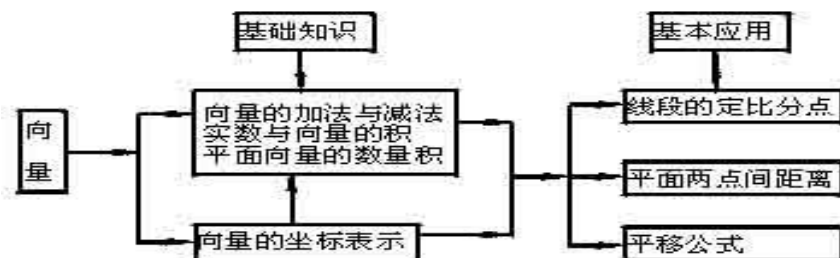 基础知识
基本应用
向量
向量的加法与减法
实数与向量的积
平面向量的数量积
向量的坐标表示
线段的定比分点
平面两点间距离
平移公式